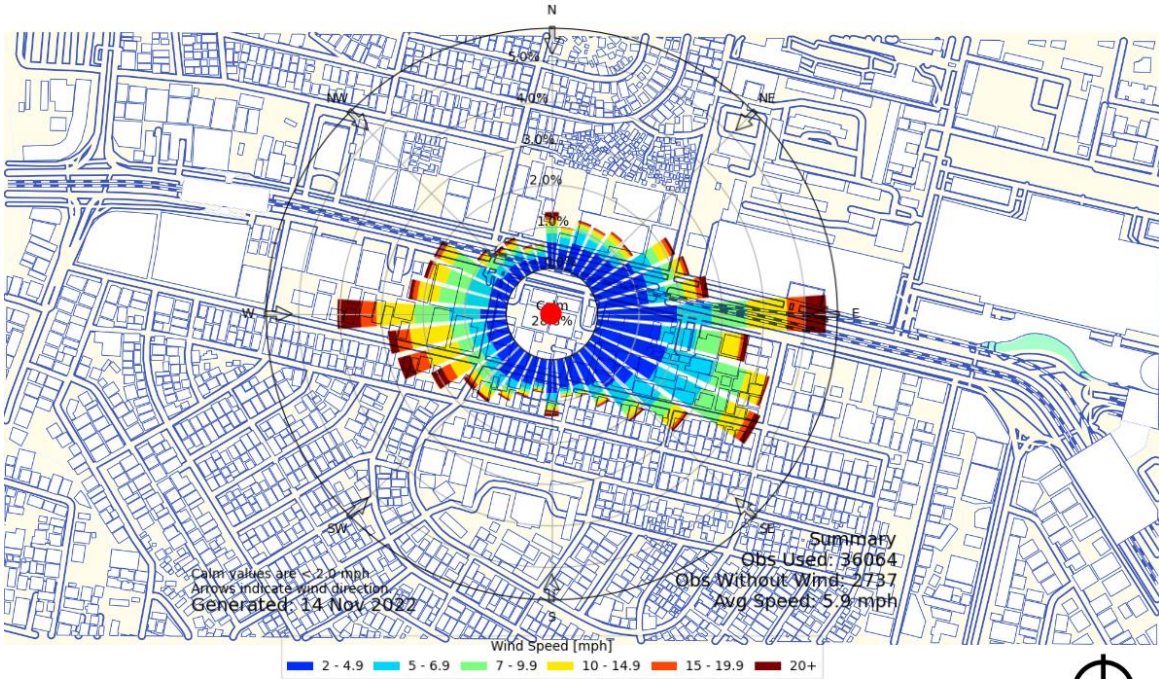 N
5.0%
NW
4.0%
NE
3.0%
2.0%
1.0%
0.0%
Calm
W
E
SW
SE
Summary
Obs Used: 36064
Obs Without Wind: 2737
Avg Speed: 5.9 mph
Calm values are < 2.0 mph
Arrows indicate wind direction.
Generated: 14 Nov 2022
S
Wind Speed [mph]
2 - 4.9 5 - 6.9 7 - 9.9 10 - 14.9 15 - 19.9 20+